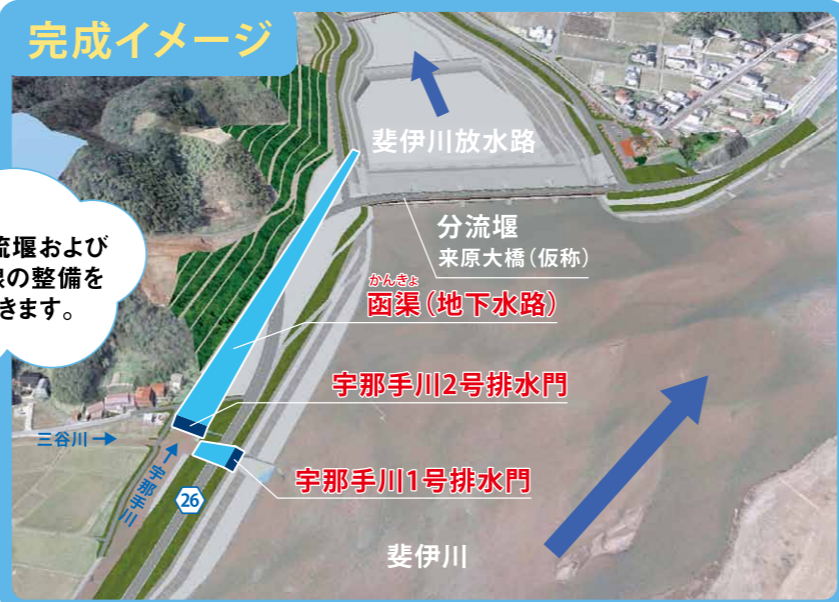 完成イメージ
斐伊川放水路
流堰および
の整備を
きます。
分流堰
来原大橋（仮称）
かんきょ
函渠（地下水路）
宇那手川2号排水門
三谷川
宇那手川
26
宇那手川1号排水門
斐伊川